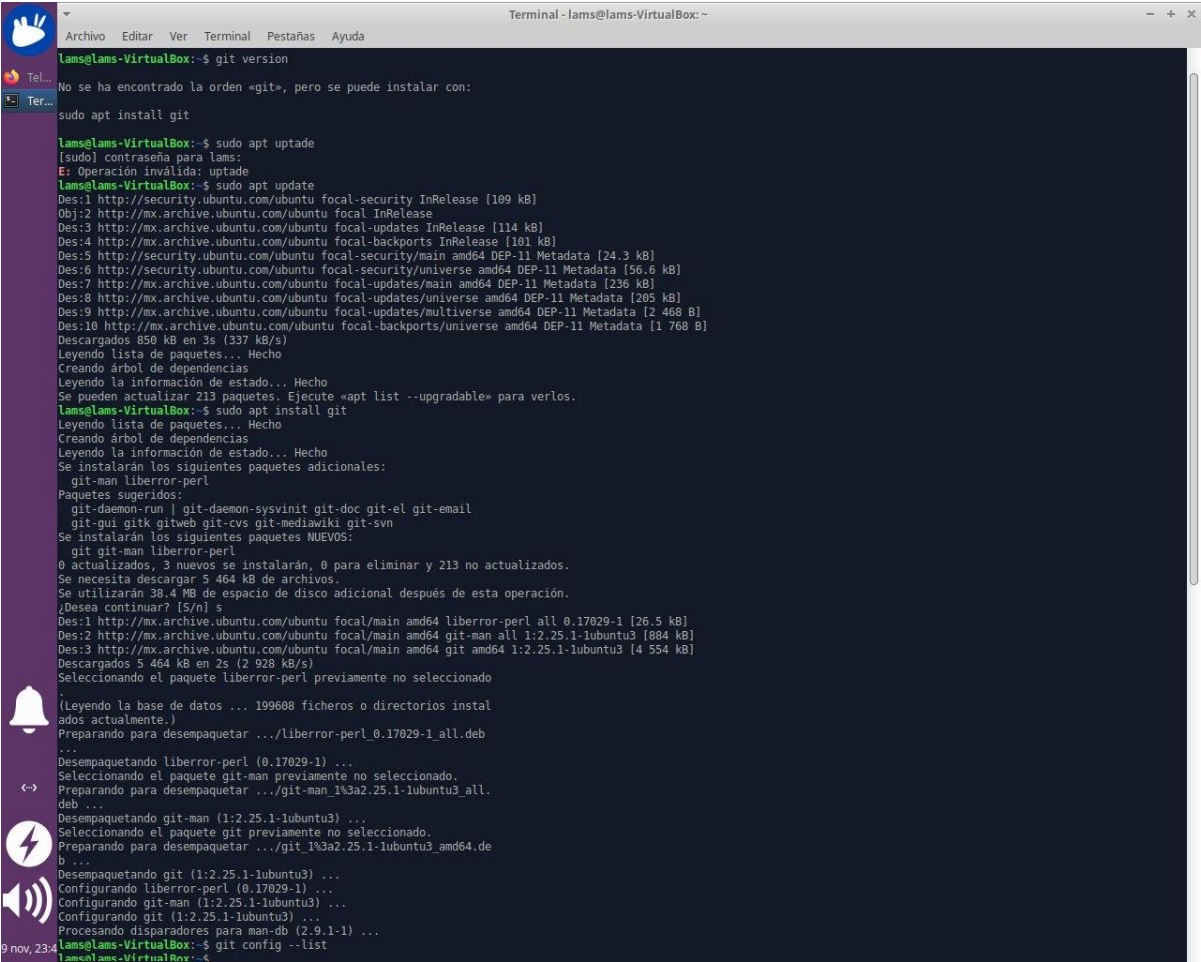 Terminal - lams@lams-VirtualBox: ~
Archivo Editar Ver Terminal Pestañas Ayuda
Tel...
Ter...
lams@lams-VirtualBox:~$ git version
No se ha encontrado la orden «git», pero se puede instalar con:
sudo apt install git
lams@lams-VirtualBox:~$ sudo apt uptade
[sudo] contraseña para lams:
E: Operación inválida: uptade
lams@lams-VirtualBox:~$ sudo apt update
Des:1 http://security.ubuntu.com/ubuntu focal-security InRelease [109 kB]
Obj:2 http://mx.archive.ubuntu.com/ubuntu focal InRelease
Des:3 http://mx.archive.ubuntu.com/ubuntu focal-updates InRelease [114 kB]
Des:4 http://mx.archive.ubuntu.com/ubuntu focal-backports InRelease [101 kB]
Des:5 http://security.ubuntu.com/ubuntu focal-security/main amd64 DEP-11 Metadata [24.3 kB]
Des:6 http://security.ubuntu.com/ubuntu focal-security/universe amd64 DEP-11 Metadata [56.6 kB]
Des:7 http://mx.archive.ubuntu.com/ubuntu focal-updates/main amd64 DEP-11 Metadata [236 kB]
Des:8 http://mx.archive.ubuntu.com/ubuntu focal-updates/universe amd64 DEP-11 Metadata [205 kB]
Des:9 http://mx.archive.ubuntu.com/ubuntu focal-updates/multiverse amd64 DEP-11 Metadata [2 468 B]
Des:10 http://mx.archive.ubuntu.com/ubuntu focal-backports/universe amd64 DEP-11 Metadata [1 768 B]
Descargados 850 kB en 3s (337 kB/s)
Leyendo lista de paquetes... Hecho
Creando árbol de dependencias
Leyendo la información de estado... Hecho
Se pueden actualizar 213 paquetes. Ejecute «apt list --upgradable» para verlos.
lams@lams-VirtualBox:~$ sudo apt install git
Leyendo lista de paquetes... Hecho
Creando árbol de dependencias
Leyendo la información de estado... Hecho
Se instalarán los siguientes paquetes adicionales:
git-man liberror-perl
Paquetes sugeridos:
git-daemon-run | git-daemon-sysvinit git-doc git-el git-email
git-gui gitk gitweb git-cvs git-mediawiki git-svn
Se instalarán los siguientes paquetes NUEVOS:
git git-man liberror-perl
0 actualizados, 3 nuevos se instalarán, 0 para eliminar y 213 no actualizados.
Se necesita descargar 5 464 kB de archivos.
Se utilizarán 38.4 MB de espacio de disco adicional después de esta operación.
¿Desea continuar? [S/n] s
Des:1 http://mx.archive.ubuntu.com/ubuntu focal/main amd64 liberror-perl all 0.17029-1 [26.5 kB]
Des:2 http://mx.archive.ubuntu.com/ubuntu focal/main amd64 git-man all 1:2.25.1-1ubuntu3 [884 kB]
Des:3 http://mx.archive.ubuntu.com/ubuntu focal/main amd64 git amd64 1:2.25.1-1ubuntu3 [4 554 kB]
Descargados 5 464 kB en 2s (2 928 kB/s)
Seleccionando el paquete liberror-perl previamente no seleccionado
.
(Leyendo la base de datos ... 199608 ficheros o directorios instal
ados actualmente.)
Preparando para desempaquetar .../liberror-perl_0.17029-1_all.deb
...
Desempaquetando liberror-perl (0.17029-1) ...
Seleccionando el paquete git-man previamente no seleccionado.
Preparando para desempaquetar .../git-man_1%3a2.25.1-1ubuntu3_all.
deb ...
Desempaquetando git-man (1:2.25.1-1ubuntu3) ...
Seleccionando el paquete git previamente no seleccionado.
Preparando para desempaquetar .../git_1%3a2.25.1-1ubuntu3_amd64.de
b ...
Desempaquetando git (1:2.25.1-1ubuntu3) ...
Configurando liberror-perl (0.17029-1) ...
Configurando git-man (1:2.25.1-1ubuntu3) ...
Configurando git (1:2.25.1-1ubuntu3) ...
Procesando disparadores para man-db (2.9.1-1) ...
lams@lams-VirtualBox:~$ git config --list
lams@lams-VirtualBox:~$
9 nov, 23:4